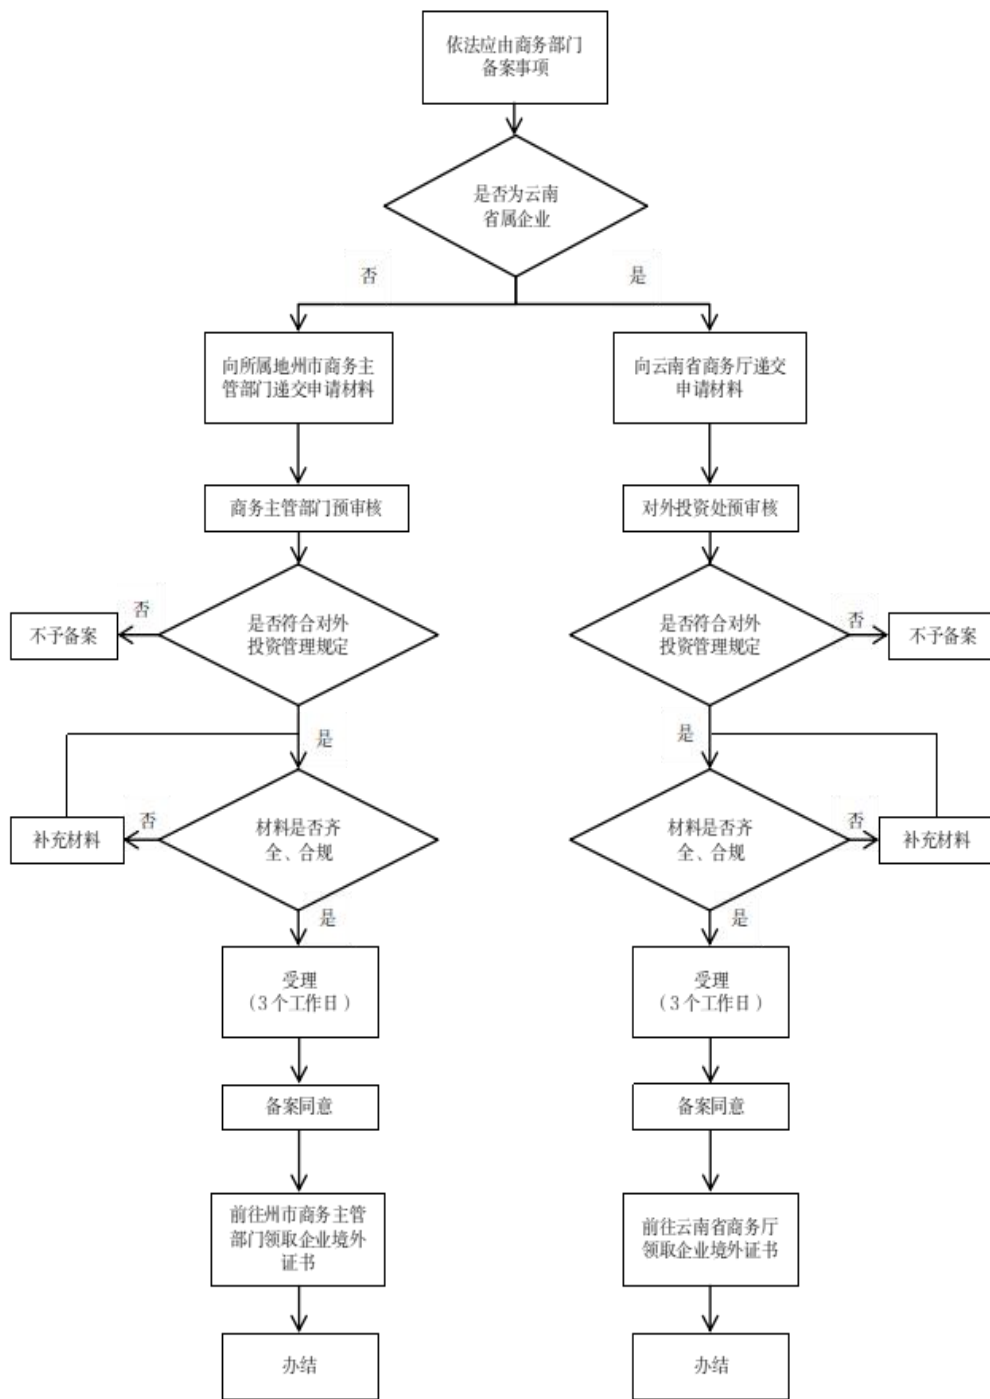 依法应由商务部门
备案事项
是否为云南
省属企业
否
是
向所属地州市商务主
管部门递交申请材料
向云南省商务厅递交
申请材料
商务主管部门预审核
对外投资处预审核
否
是否符合对外
投资管理规定
不予备案
是否符合对外
投资管理规定
否
不予备案
是
是
否
材料是否齐
全、合规
补充材料
材料是否齐
全、合规
否
补充材料
是
是
受理
（3个工作日）
受理
（3个工作日）
备案同意
备案同意
前往州市商务主管
部门领取企业境外
证书
前往云南省商务厅
领取企业境外证书
办结
办结